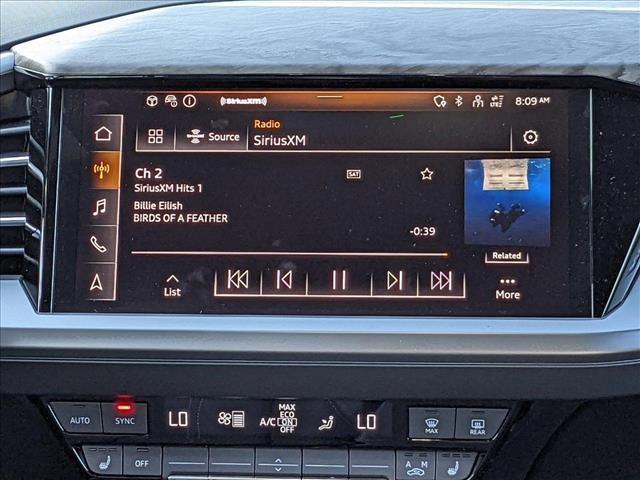 ((SiriusXM)) LTE 8:09 AM
Radio
Source SiriusXM
Ch 2 SAT
SiriusXM Hits 1
Billie Eilish
BIRDS OF A FEATHER
-0:39
Related
List More
AUTO SYNC LO A/C MAX ECO ON OFF LO MAX REAR
OFF A M